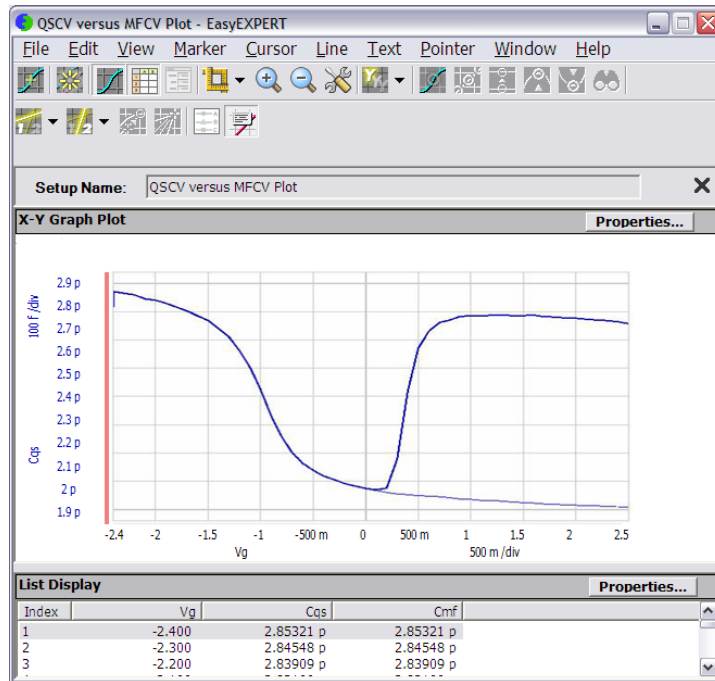 QSCV versus MFCV Plot - EasyEXPERT
File Edit View Marker Cursor Line Text Pointer Window Help
Setup Name: QSCV versus MFCV Plot
X-Y Graph Plot Properties...
100 f /div
Cqs
2.9 p
2.8 p
2.7 p
2.6 p
2.5 p
2.4 p
2.3 p
2.2 p
2.1 p
2 p
1.9 p
-2.4 -2 -1.5 -1 -500 m 0 500 m 1 1.5 2 2.5
Vg 500 m /div
List Display Properties...
Index Vg Cqs Cmf
1 -2.400 2.85321 p 2.85321 p
2 -2.300 2.84548 p 2.84548 p
3 -2.200 2.83909 p 2.83909 p